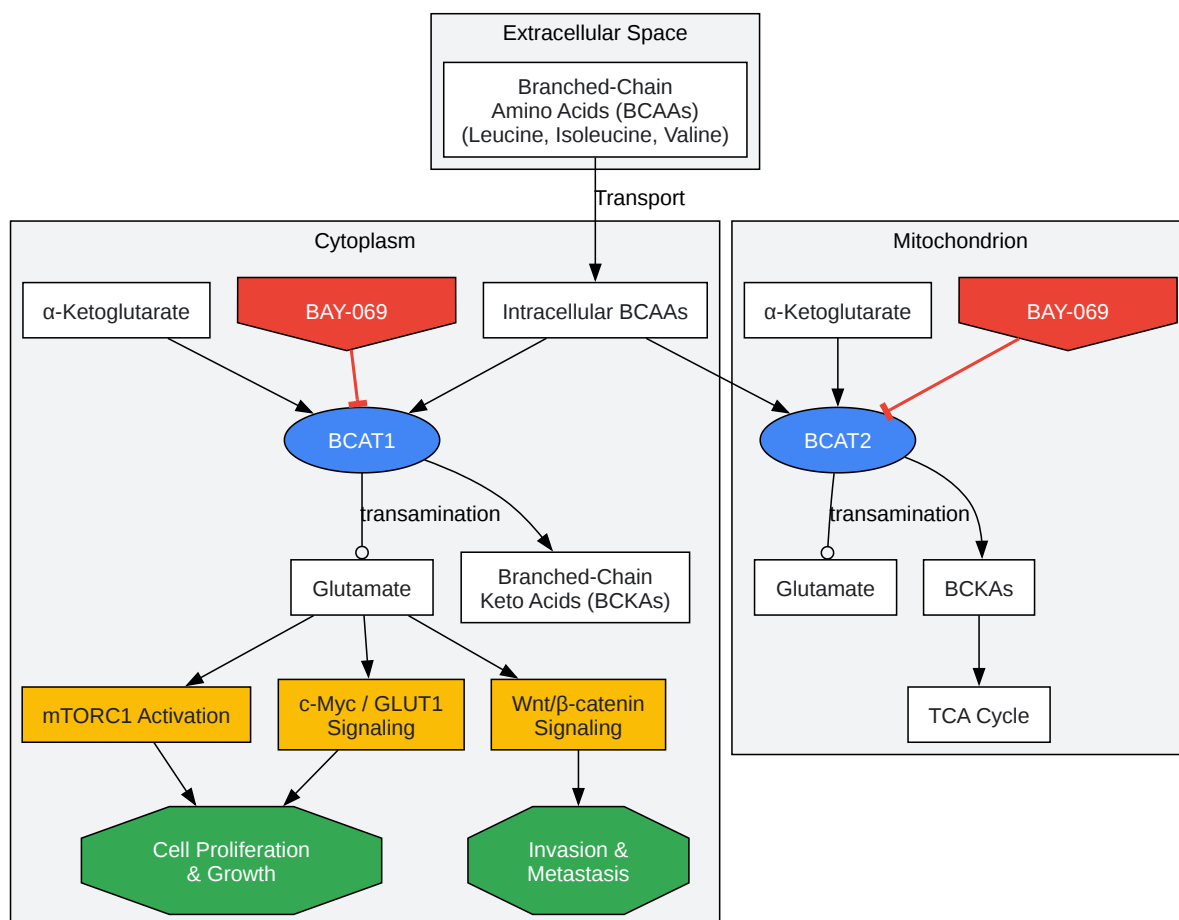 Extracellular Space
Branched-Chain
Amino Acids (BCAAs)
(Leucine, Isoleucine, Valine)
Transport
Cytoplasm
Mitochondrion
α-Ketoglutarate
BAY-069
Intracellular BCAAs
α-Ketoglutarate
BAY-069
BCAT1
BCAT2
transamination
transamination
Glutamate
Branched-Chain
Keto Acids (BCKAs)
Glutamate
BCKAs
mTORC1 Activation
c-Myc / GLUT1
Signaling
Wnt/β-catenin
Signaling
TCA Cycle
Cell Proliferation
& Growth
Invasion &
Metastasis